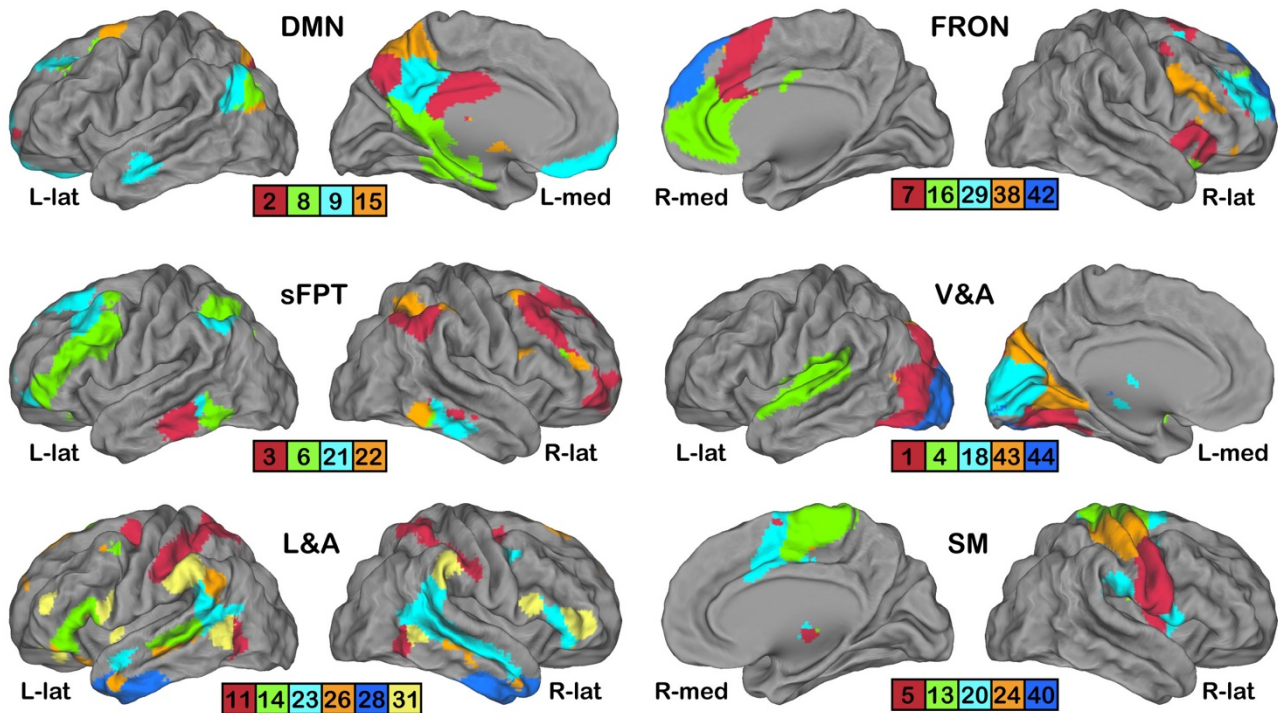 DMN
L-lat
L-med
2 8 9 15
FRON
R-med
R-lat
7 16 29 38 42
sFPT
L-lat
R-lat
3 6 21 22
V&A
L-lat
L-med
1 4 18 43 44
L&A
L-lat
R-lat
11 14 23 26 28 31
SM
R-med
R-lat
5 13 20 24 40